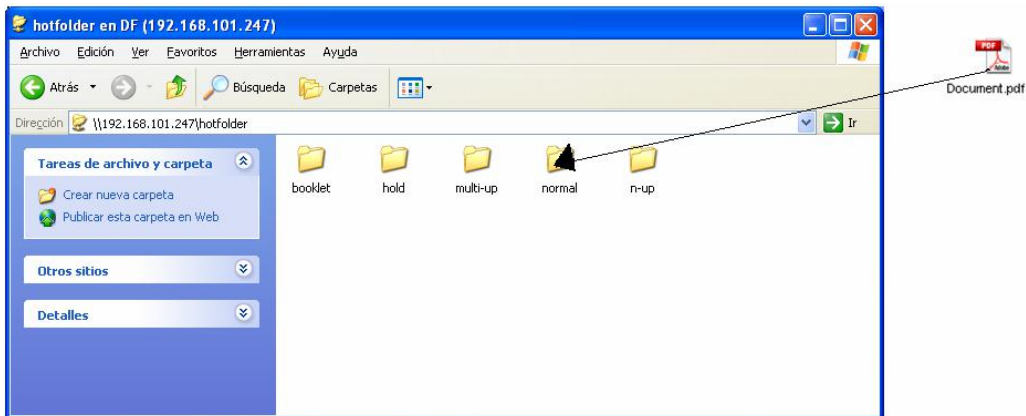 hotfolder en DF (192.168.101.247)
Archivo Edición Ver Favoritos Herramientas Ayuda
Atrás Búsqueda Carpetas
Dirección \\192.168.101.247\hotfolder Ir
Tareas de archivo y carpeta
Crear nueva carpeta
Publicar esta carpeta en Web
Otros sitios
Detalles
booklet hold multi-up normal n-up
PDF
Adobe
Document.pdf